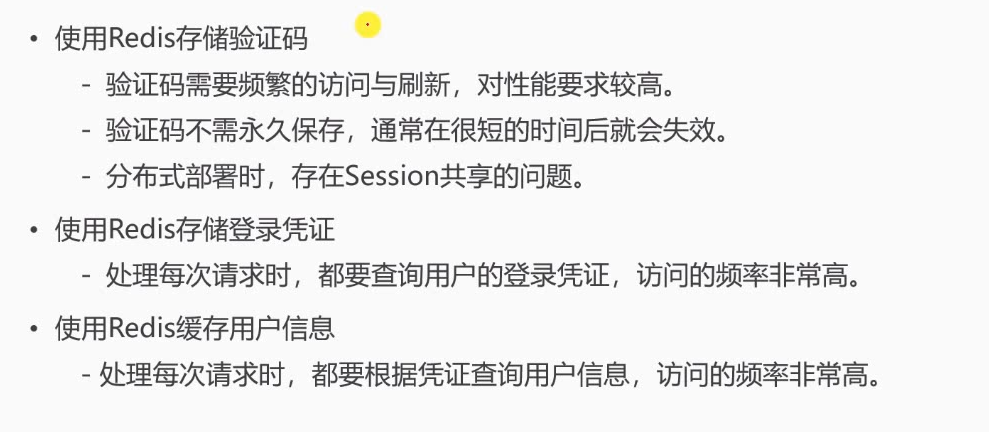 • 使用Redis存储验证码
- 验证码需要频繁的访问与刷新，对性能要求较高。
- 验证码不需永久保存，通常在很短的时间后就会失效。
- 分布式部署时，存在Session共享的问题。
• 使用Redis存储登录凭证
- 处理每次请求时，都要查询用户的登录凭证，访问的频率非常高。
• 使用Redis缓存用户信息
- 处理每次请求时，都要根据凭证查询用户信息，访问的频率非常高。